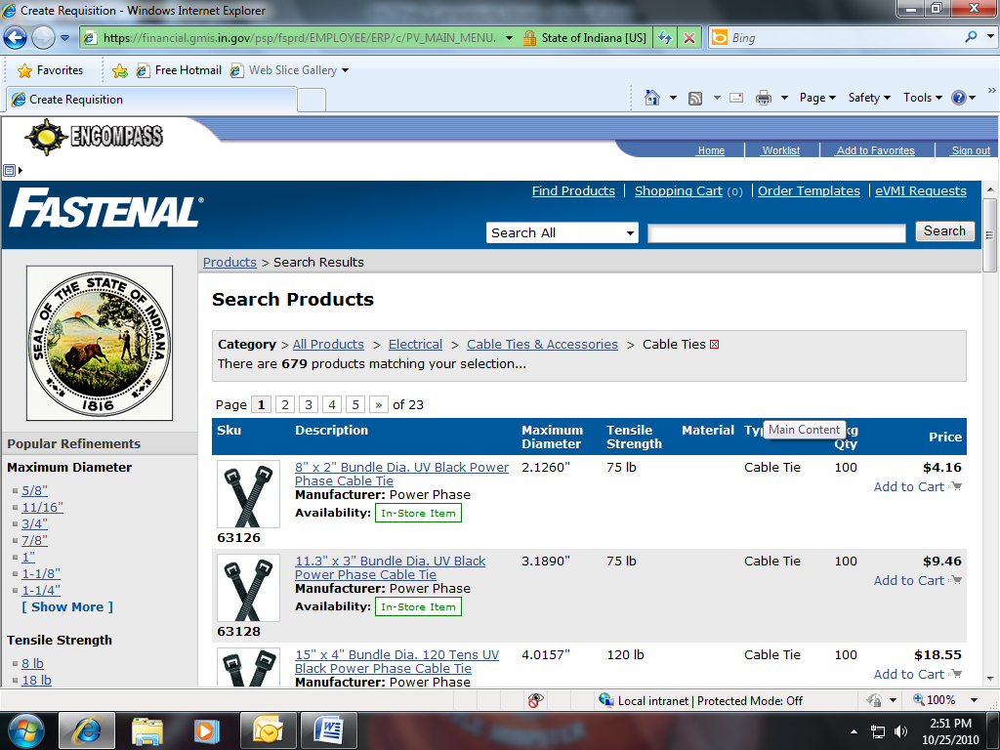 Create Requisition - Windows Internet Explorer
https://financial.gmis.in.gov/psp/fsprd/EMPLOYEE/ERP/c/PV_MAIN_MENU.
State of Indiana [US]
Bing
Favorites
Free Hotmail
Web Slice Gallery
Create Requisition
Page
Safety
Tools
ENCOMPASS
Home
Worklist
Add to Favorites
Sign out
FASTENAL®
Find Products | Shopping Cart (0) | Order Templates | eVMI Requests
Search All
Search
SEAL OF THE STATE OF INDIANA
1816
Products > Search Results
Search Products
Category > All Products > Electrical > Cable Ties & Accessories > Cable Ties
There are 679 products matching your selection...
Page 1 2 3 4 5 » of 23
Popular Refinements
Maximum Diameter
5/8"
11/16"
3/4"
7/8"
1"
1-1/8"
1-1/4"
[ Show More ]
Tensile Strength
8 lb
18 lb
Sku
Description
Maximum Diameter
Tensile Strength
Material
Main Content
Qty
Price
8" x 2" Bundle Dia. UV Black Power
Phase Cable Tie
Manufacturer: Power Phase
Availability: In-Store Item
63126
2.1260"
75 lb
Cable Tie
100
$4.16
Add to Cart
11.3" x 3" Bundle Dia. UV Black
Power Phase Cable Tie
Manufacturer: Power Phase
Availability: In-Store Item
63128
3.1890"
75 lb
Cable Tie
100
$9.46
Add to Cart
15" x 4" Bundle Dia. 120 Tens UV
Black Power Phase Cable Tie
Manufacturer: Power Phase
4.0157"
120 lb
Cable Tie
100
$18.55
Add to Cart
Local intranet | Protected Mode: Off
100%
2:51 PM
10/25/2010